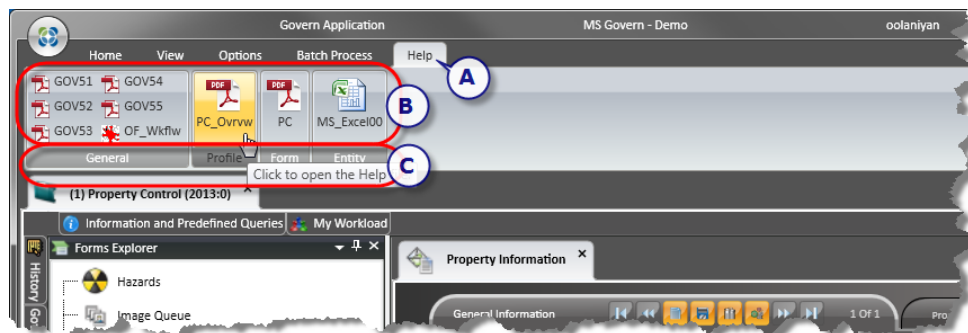 Govern Application MS Govern - Demo oolaniyan
Home View Options Batch Process Help
A
GOV51 GOV54
GOV52 GOV55
GOV53 OF_Wkflw
PDF PC_Ovrvw
PDF PC
MS_Excel00
B
General Profile Form Entity
C
Click to open the Help
(1) Property Control (2013:0) ×
Information and Predefined Queries My Workload
Forms Explorer
History
Go
Hazards
Image Queue
Property Information ×
General Information 1 Of 1 Pro